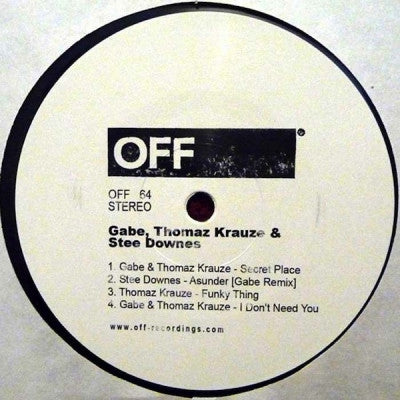 OFF
OFF 64
STEREO
Gabe, Thomaz Krauze &
Stee Downes
1. Gabe & Thomaz Krauze - Secret Place
2. Stee Downes - Asunder [Gabe Remix]
3. Thomaz Krauze - Funky Thing
4. Gabe & Thomaz Krauze - I Don't Need You
www.off-recordings.com